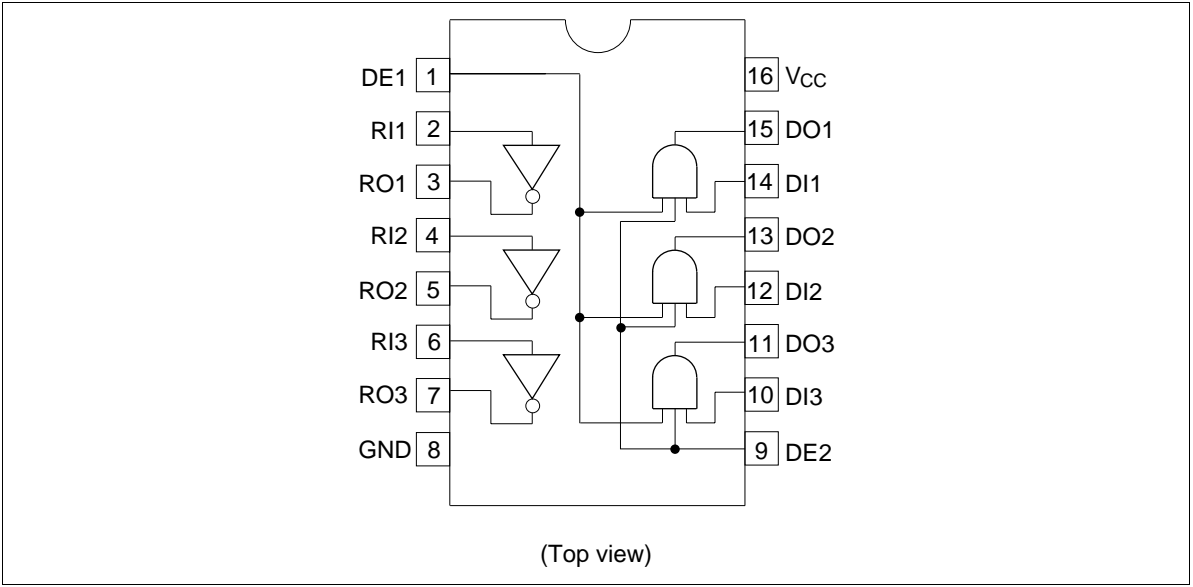 DE1 1 16 VCC
RI1 2 15 DO1
RO1 3 14 DI1
RI2 4 13 DO2
RO2 5 12 DI2
RI3 6 11 DO3
RO3 7 10 DI3
GND 8 9 DE2
(Top view)